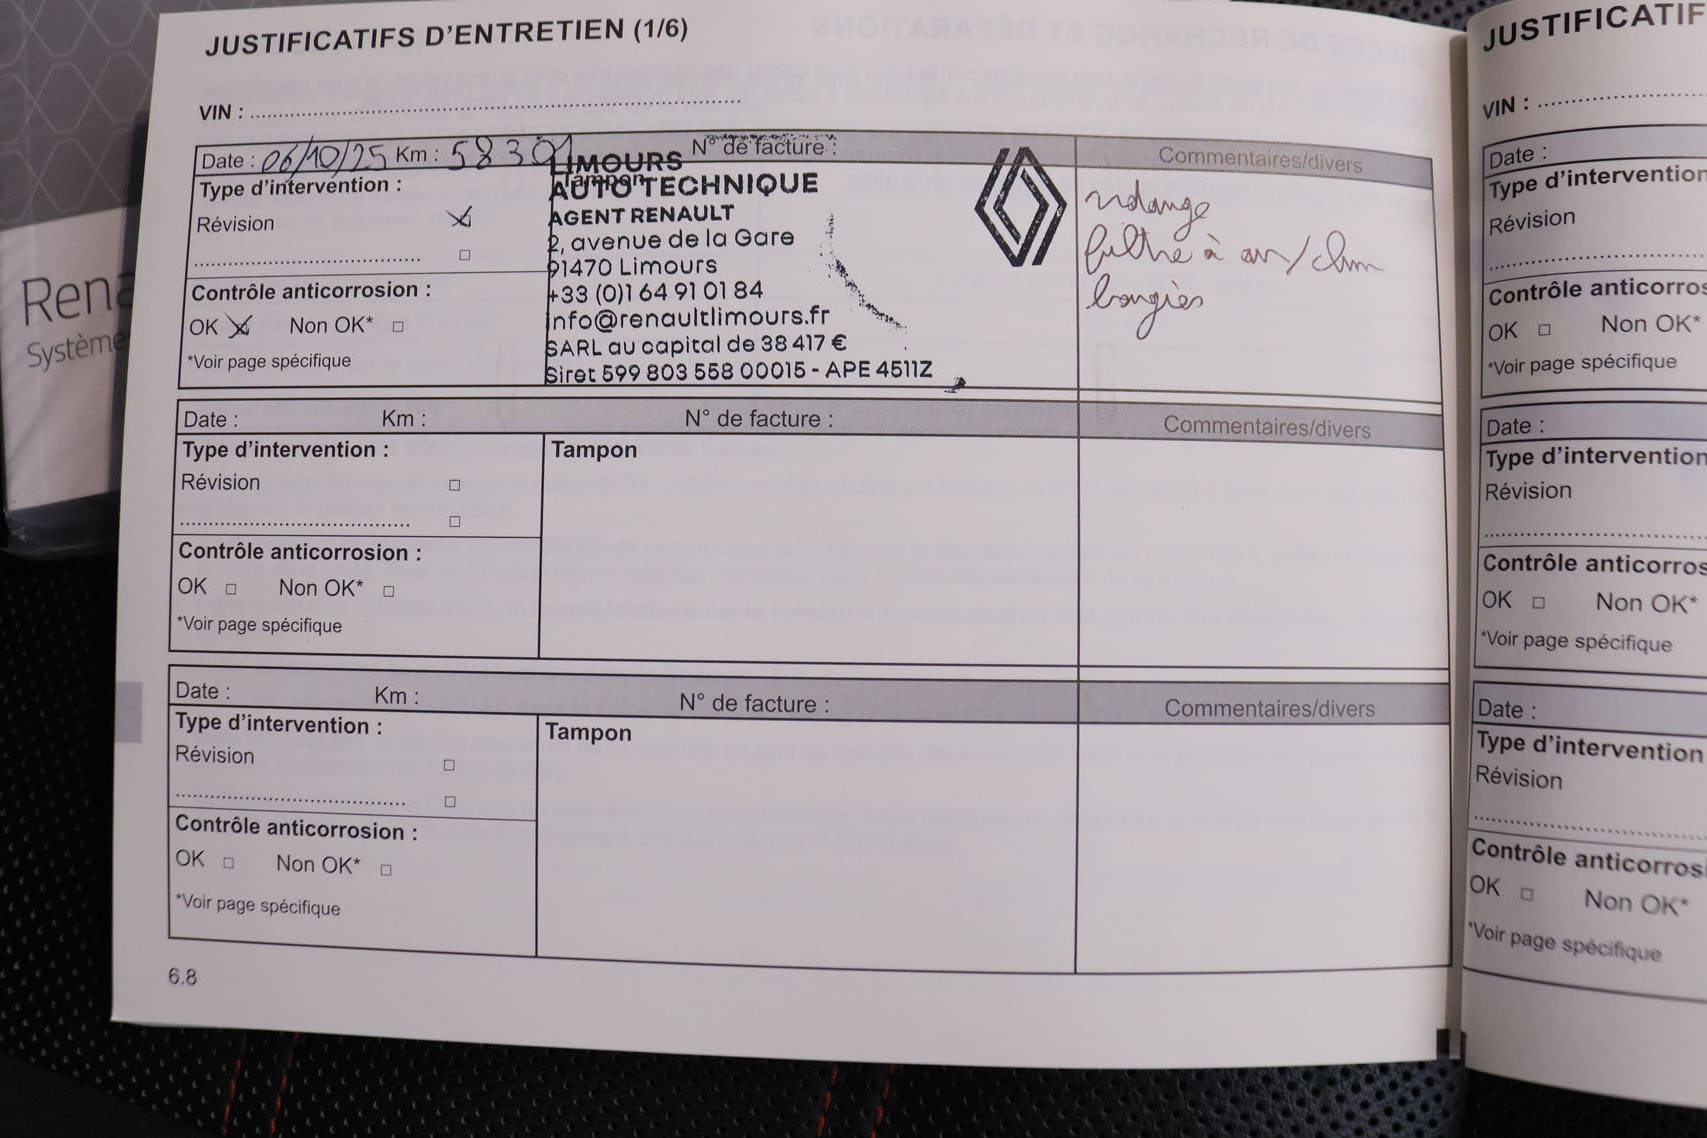 JUSTIFICATIFS D'ENTRETIEN (1/6)
VIN :
Date : 06/10/25 Km : 58301 N° de facture :
Commentaires/divers
Type d'intervention :
Révision
Contrôle anticorrosion :
OK Non OK*
*Voir page spécifique
Tampon
LIMOURS
AUTO TECHNIQUE
AGENT RENAULT
2, avenue de la Gare
91470 Limours
+33 (0)1 64 91 01 84
info@renaultlimours.fr
SARL au capital de 38 417 €
Siret 599 803 558 00015 - APE 4511Z
vidange
filtre à air/clim
bougies
Date : Km : N° de facture :
Commentaires/divers
Type d'intervention :
Révision
Contrôle anticorrosion :
OK Non OK*
*Voir page spécifique
Tampon
Date : Km : N° de facture :
Commentaires/divers
Type d'intervention :
Révision
Contrôle anticorrosion :
OK Non OK*
*Voir page spécifique
Tampon
6.8
JUSTIFICATIF
VIN :
Date :
Type d'intervention
Révision
Contrôle anticorros
OK Non OK*
*Voir page spécifique
Date :
Type d'intervention
Révision
Contrôle anticorros
OK Non OK*
*Voir page spécifique
Date :
Type d'intervention
Révision
Contrôle anticorrosi
OK Non OK*
*Voir page spécifique
Rena
Système